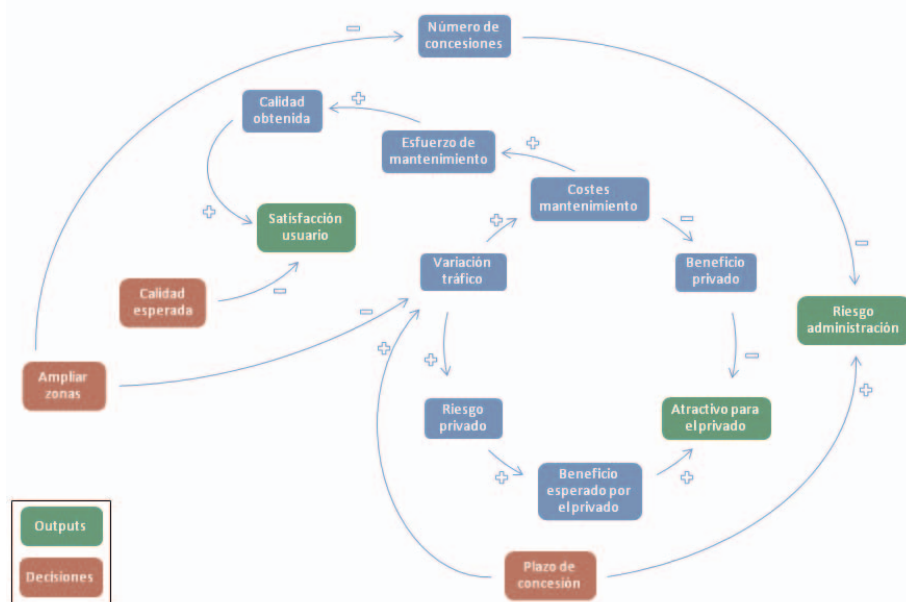 Número de
concesiones
Calidad
obtenida
Esfuerzo de
mantenimiento
Costes
mantenimiento
Satisfacción
usuario
Variación
tráfico
Beneficio
privado
Calidad
esperada
Riesgo
administración
Ampliar
zonas
Riesgo
privado
Atractivo para
el privado
Beneficio
esperado por
el privado
Outputs
Plazo de
concesión
Decisiones